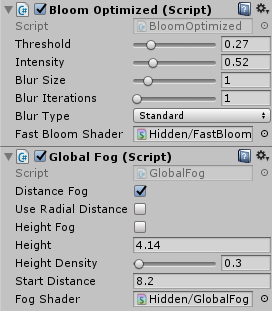 Bloom Optimized (Script)
Script BloomOptimized
Threshold 0.27
Intensity 0.52
Blur Size 1
Blur Iterations 1
Blur Type Standard
Fast Bloom Shader Hidden/FastBloom
Global Fog (Script)
Script GlobalFog
Distance Fog
Use Radial Distance
Height Fog
Height 4.14
Height Density 0.3
Start Distance 8.2
Fog Shader Hidden/GlobalFog